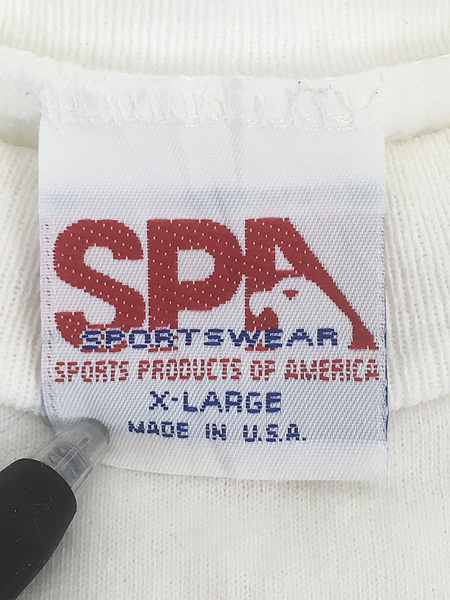 SPA
SPORTSWEAR
SPORTS PRODUCTS OF AMERICA
X-LARGE
MADE IN U.S.A.